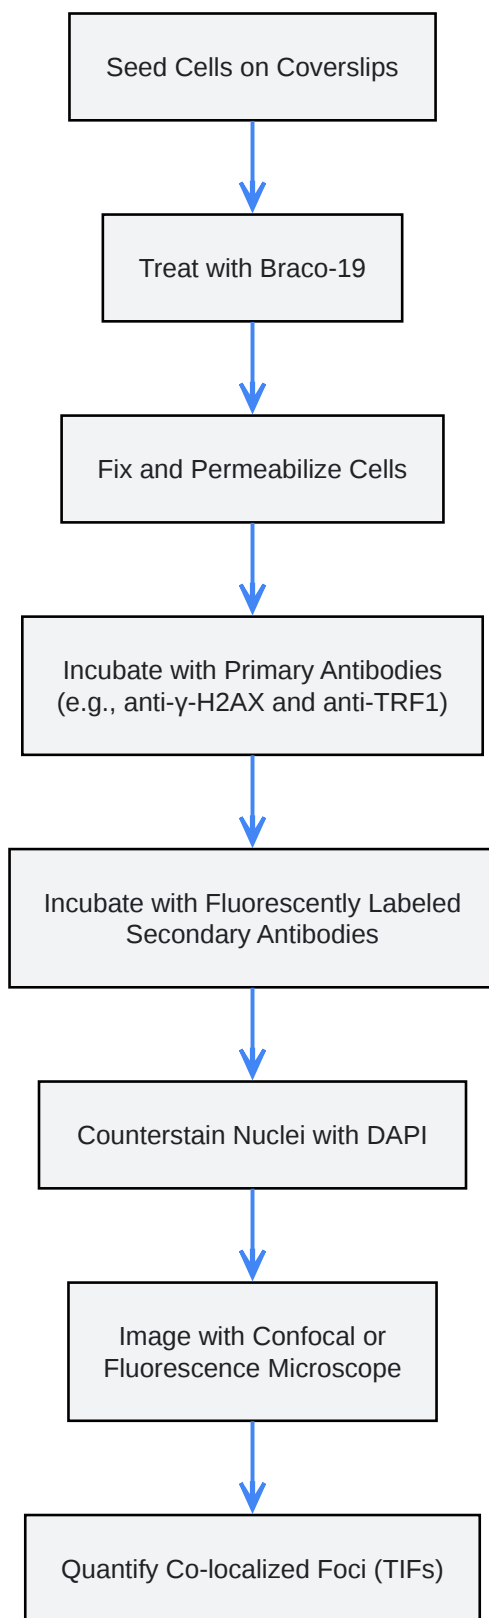 Seed Cells on Coverslips
Treat with Braco-19
Fix and Permeabilize Cells
Incubate with Primary Antibodies
(e.g., anti-γ-H2AX and anti-TRF1)
Incubate with Fluorescently Labeled
Secondary Antibodies
Counterstain Nuclei with DAPI
Image with Confocal or
Fluorescence Microscope
Quantify Co-localized Foci (TIFs)